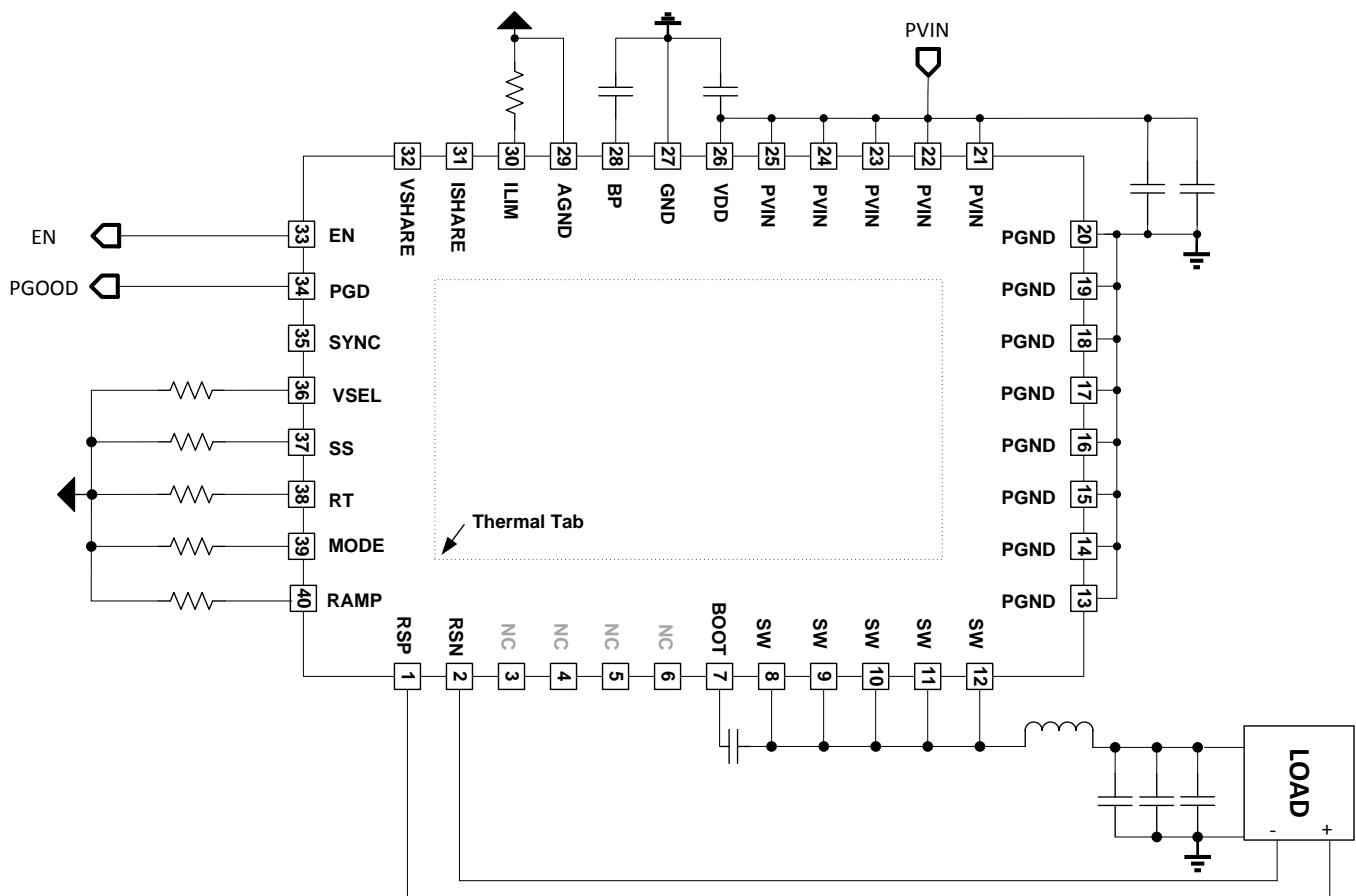 PVIN
32 31 30 29 28 27 26 25 24 23 22 21
VSHARE ISHARE ILIM AGND BP GND VDD PVIN PVIN PVIN PVIN PVIN
EN 33 EN
PGOOD 34 PGD
35 SYNC
36 VSEL
37 SS
38 RT
39 MODE
40 RAMP
Thermal Tab
PGND 20
PGND 19
PGND 18
PGND 17
PGND 16
PGND 15
PGND 14
PGND 13
RSP RSN NC NC NC NC BOOT SW SW SW SW SW
1 2 3 4 5 6 7 8 9 10 11 12
LOAD
- +